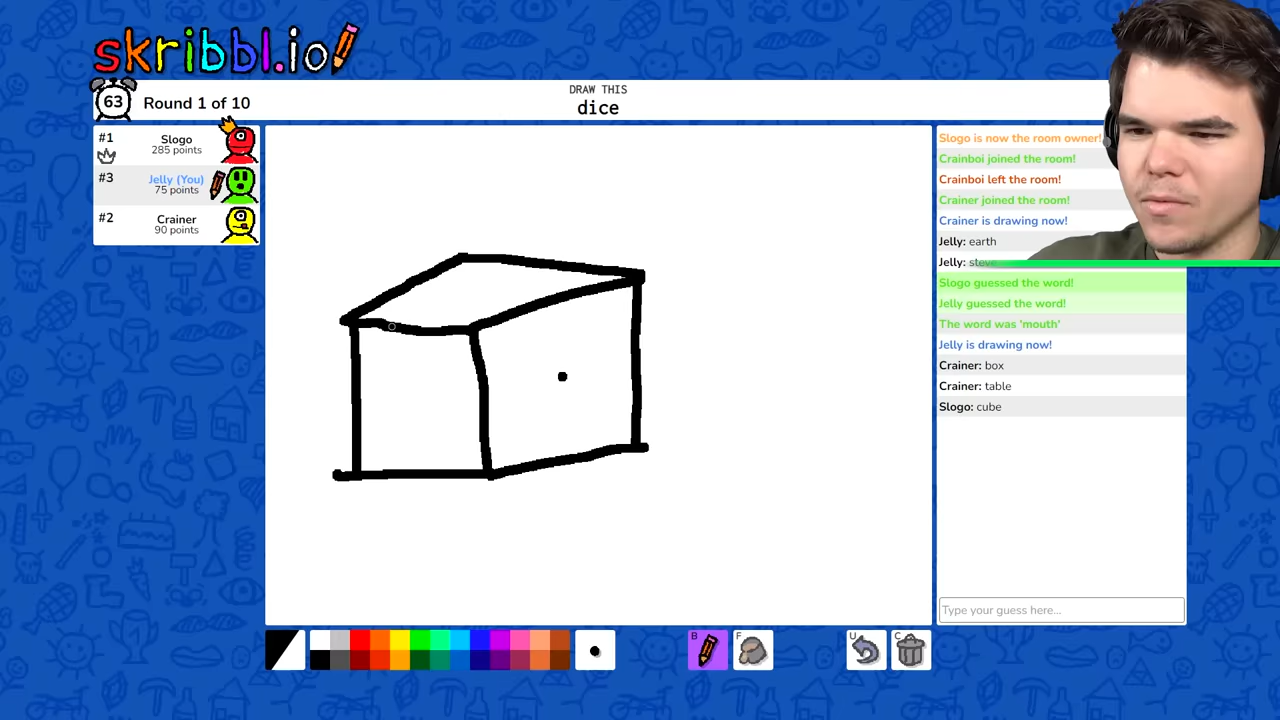 skribbl.io
63
Round 1 of 10
DRAW THIS
dice
#1
Slogo
285 points
#3
Jelly (You)
75 points
#2
Crainer
90 points
Slogo is now the room owner!
Crainboi joined the room!
Crainboi left the room!
Crainer joined the room!
Crainer is drawing now!
Jelly: earth
Jelly: steve
Slogo guessed the word!
Jelly guessed the word!
The word was 'mouth'
Jelly is drawing now!
Crainer: box
Crainer: table
Slogo: cube
Type your guess here...
B
F
U
C